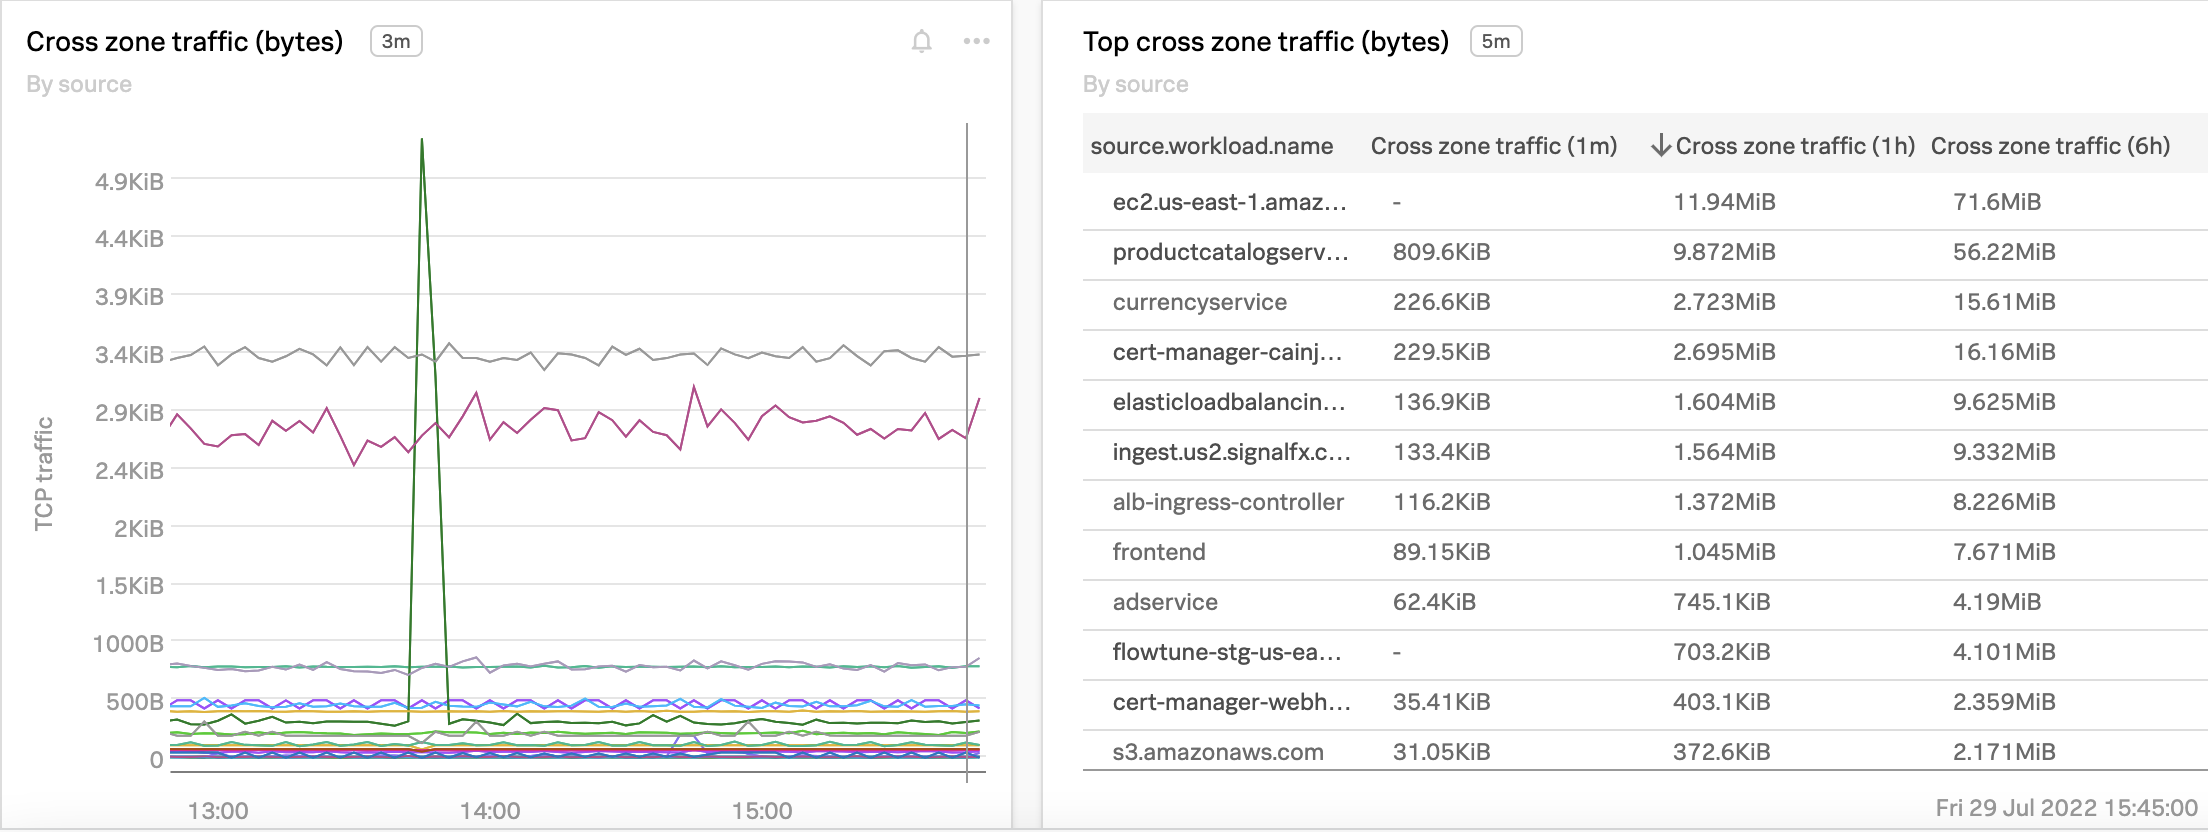 Cross zone traffic (bytes) 3m
By source
TCP traffic
4.9KiB
4.4KiB
3.9KiB
3.4KiB
2.9KiB
2.4KiB
2KiB
1.5KiB
1000B
500B
0
13:00 14:00 15:00
Top cross zone traffic (bytes) 5m
By source
source.workload.name Cross zone traffic (1m) ↓Cross zone traffic (1h) Cross zone traffic (6h)
ec2.us-east-1.amaz... - 11.94MiB 71.6MiB
productcatalogserv... 809.6KiB 9.872MiB 56.22MiB
currencyservice 226.6KiB 2.723MiB 15.61MiB
cert-manager-cainj... 229.5KiB 2.695MiB 16.16MiB
elasticloadbalancin... 136.9KiB 1.604MiB 9.625MiB
ingest.us2.signalfx.c... 133.4KiB 1.564MiB 9.332MiB
alb-ingress-controller 116.2KiB 1.372MiB 8.226MiB
frontend 89.15KiB 1.045MiB 7.671MiB
adservice 62.4KiB 745.1KiB 4.19MiB
flowtune-stg-us-ea... - 703.2KiB 4.101MiB
cert-manager-webh... 35.41KiB 403.1KiB 2.359MiB
s3.amazonaws.com 31.05KiB 372.6KiB 2.171MiB
Fri 29 Jul 2022 15:45:00